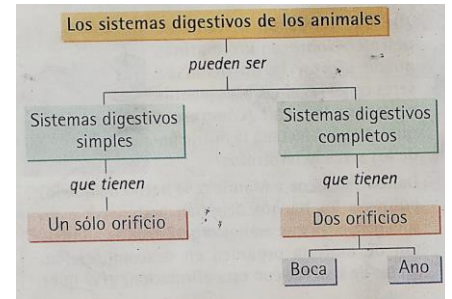 Los sistemas digestivos de los animales
pueden ser
Sistemas digestivos
simples
Sistemas digestivos
completos
que tienen
que tienen
Un sólo orificio
Dos orificios
Boca
Ano